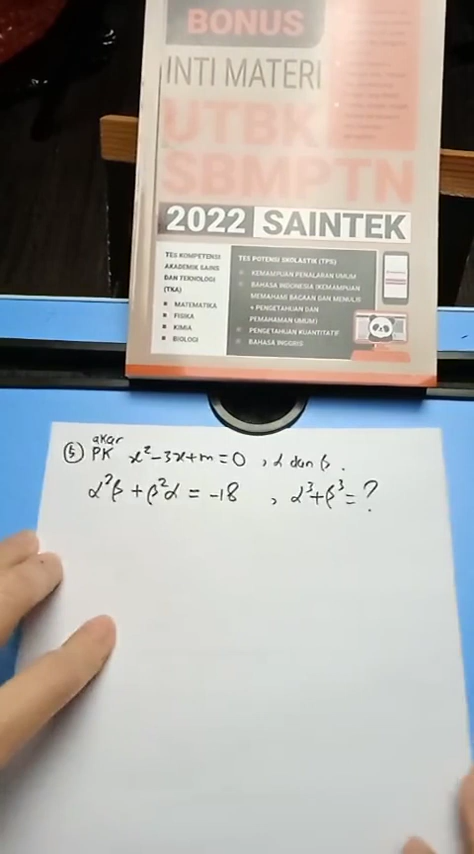 BONUS
INTI MATERI
UTBK
SBMPTN
2022 SAINTEK
TES KOMPETENSI
AKADEMIK SAINS
DAN TEKNOLOGI
(TKA)
MATEMATIKA
FISIKA
KIMIA
BIOLOGI
TES POTENSI SKOLASTIK (TPS)
KEMAMPUAN PENALARAN UMUM
BAHASA INDONESIA (KEMAMPUAN
MEMAHAMI BACAAN DAN MENULIS
+ PENGETAHUAN DAN
PEMAHAMAN UMUM)
PENGETAHUAN KUANTITATIF
BAHASA INGGRIS
akar
⑤ PK x²-3x+m=0 , α dan β.
α²β + β²α = -18 , α³+β³ = ?